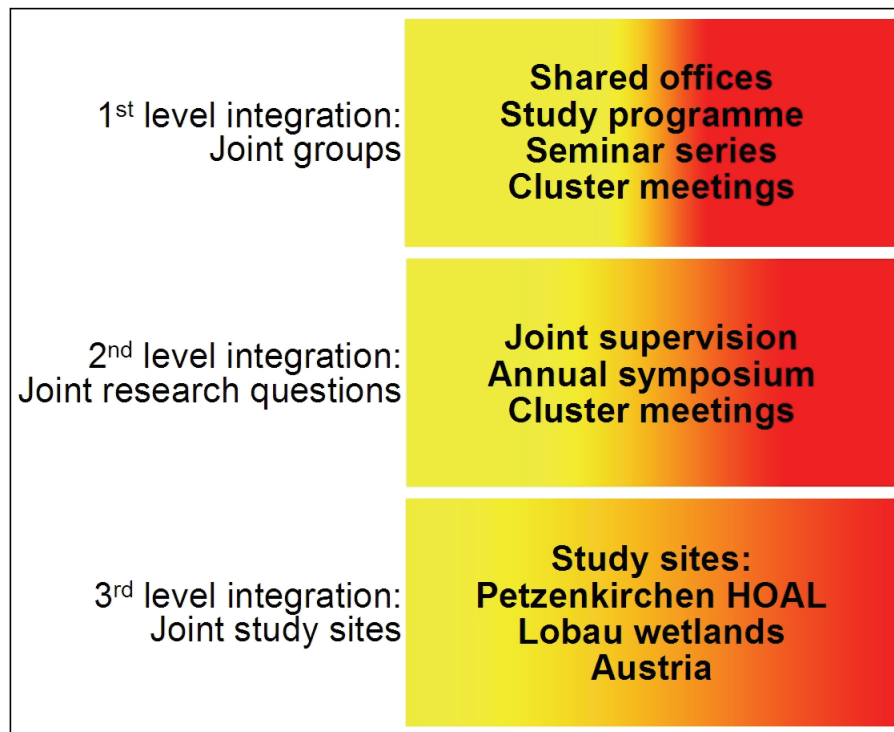 1st level integration:
Joint groups
Shared offices
Study programme
Seminar series
Cluster meetings
2nd level integration:
Joint research questions
Joint supervision
Annual symposium
Cluster meetings
3rd level integration:
Joint study sites
Study sites:
Petzenkirchen HOAL
Lobau wetlands
Austria